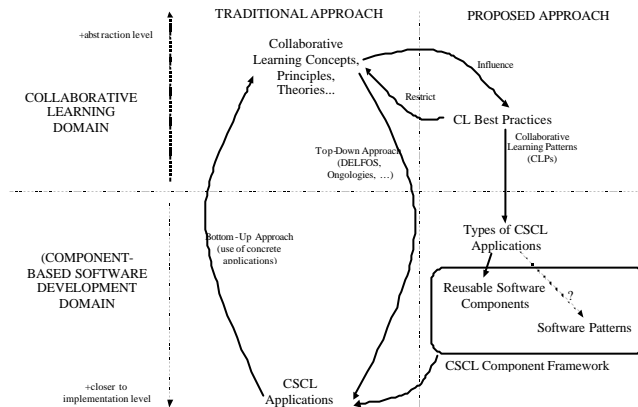 TRADITIONAL APPROACH
PROPOSED APPROACH
+abstraction level
Collaborative
Learning Concepts,
Principles,
Theories...
Influence
Restrict
COLLABORATIVE
LEARNING
DOMAIN
CL Best Practices
Collaborative
Learning Patterns
(CLPs)
Top-Down Approach
(DELFOS,
Ongologies, ...)
Types of CSCL
Applications
Bottom-Up Approach
(use of concrete
applications)
(COMPONENT-
BASED SOFTWARE
DEVELOPMENT
DOMAIN
Reusable Software
Components
?
Software Patterns
CSCL Component Framework
+closer to
implementation level
CSCL
Applications